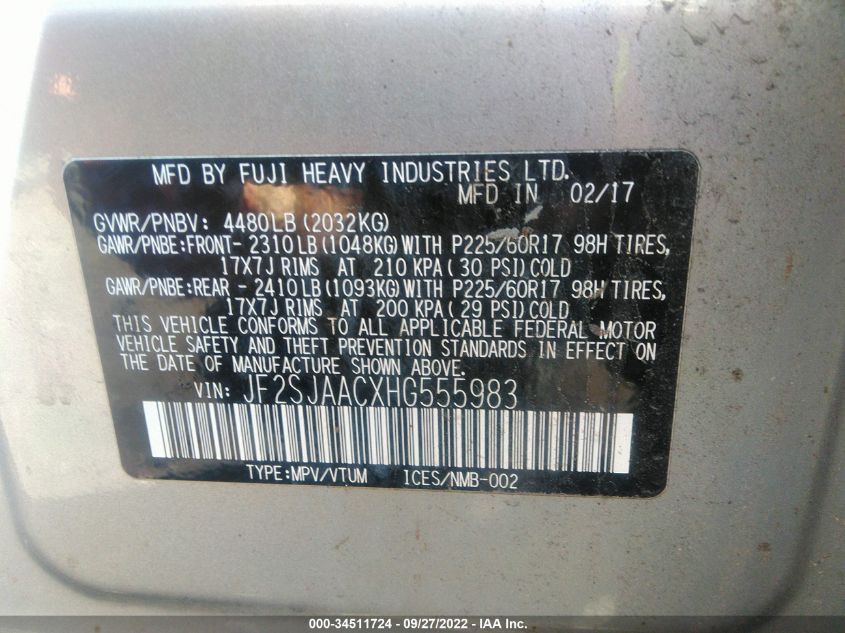 MFD BY FUJI HEAVY INDUSTRIES LTD.
MFD IN 02/17
GVWR/PNBV: 4480LB(2032KG)
GAWR/PNBE:FRONT- 2310LB(1048KG)WITH P225/60R17 98H TIRES,
17X7J RIMS AT 210 KPA( 30 PSI)COLD
GAWR/PNBE:REAR - 2410LB(1093KG)WITH P225/60R17 98H TIRES,
17X7J RIMS AT 200 KPA( 29 PSI)COLD
THIS VEHICLE CONFORMS TO ALL APPLICABLE FEDERAL MOTOR
VEHICLE SAFETY AND THEFT PREVENTION STANDARDS IN EFFECT ON
THE DATE OF MANUFACTURE SHOWN ABOVE.
VIN: JF2SJAACXHG555983
TYPE:MPV/VTUM ICES/NMB-002
000-34511724 - 09/27/2022 - IAA Inc.